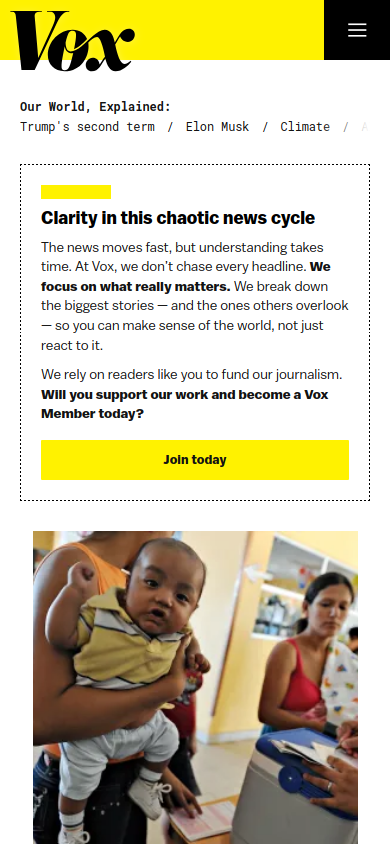 Vox
Our World, Explained:
Trump's second term / Elon Musk / Climate /
Clarity in this chaotic news cycle
The news moves fast, but understanding takes
time. At Vox, we don’t chase every headline. We
focus on what really matters. We break down
the biggest stories — and the ones others overlook
— so you can make sense of the world, not just
react to it.
We rely on readers like you to fund our journalism.
Will you support our work and become a Vox
Member today?
Join today